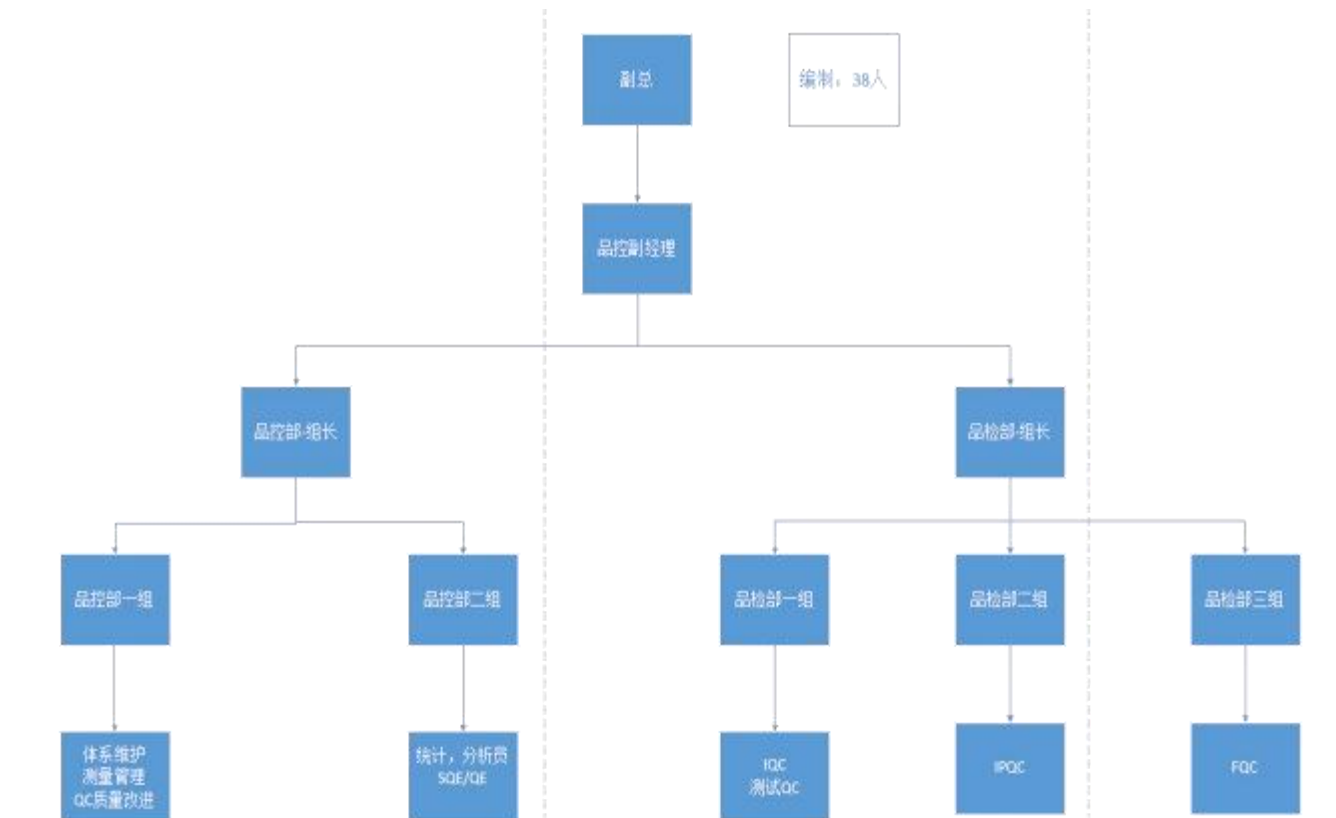 副总
编制：38人
品控副经理
品控部-组长
品检部-组长
品控部一组
品控部二组
品检部一组
品检部二组
品检部三组
体系维护
测量管理
QC质量改进
统计，分析员
SQE/QE
IQC
测试QC
IPQC
FQC